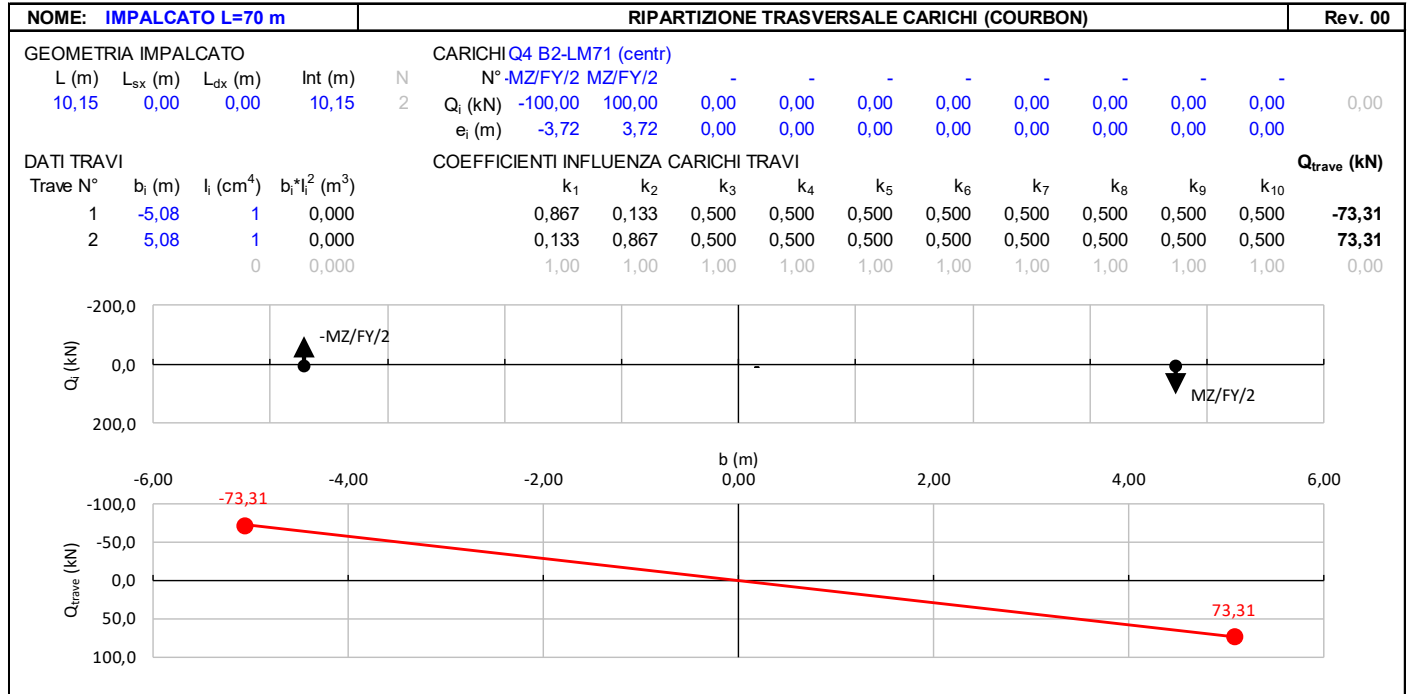 NOME: IMPALCATO L=70 m RIPARTIZIONE TRASVERSALE CARICHI (COURBON) Rev. 00
GEOMETRIA IMPALCATO CARICHI Q4 B2-LM71 (centr)
L (m) Lsx (m) Ldx (m) Int (m) N N° -MZ/FY/2 MZ/FY/2 - - - - - - - -
10,15 0,00 0,00 10,15 2 Qi (kN) -100,00 100,00 0,00 0,00 0,00 0,00 0,00 0,00 0,00 0,00 0,00
ei (m) -3,72 3,72 0,00 0,00 0,00 0,00 0,00 0,00 0,00 0,00
DATI TRAVI COEFFICIENTI INFLUENZA CARICHI TRAVI Qtrave (kN)
Trave N° bi (m) Ii (cm4) bi*Ii2 (m3) k1 k2 k3 k4 k5 k6 k7 k8 k9 k10
1 -5,08 1 0,000 0,867 0,133 0,500 0,500 0,500 0,500 0,500 0,500 0,500 0,500 -73,31
2 5,08 1 0,000 0,133 0,867 0,500 0,500 0,500 0,500 0,500 0,500 0,500 0,500 73,31
0 0,000 1,00 1,00 1,00 1,00 1,00 1,00 1,00 1,00 1,00 1,00 0,00
-200,0
-MZ/FY/2
0,0
-
Qi (kN)
MZ/FY/2
200,0
b (m)
-6,00 -4,00 -2,00 0,00 2,00 4,00 6,00
-73,31
-100,0
-50,0
0,0
Qtrave (kN)
73,31
50,0
100,0